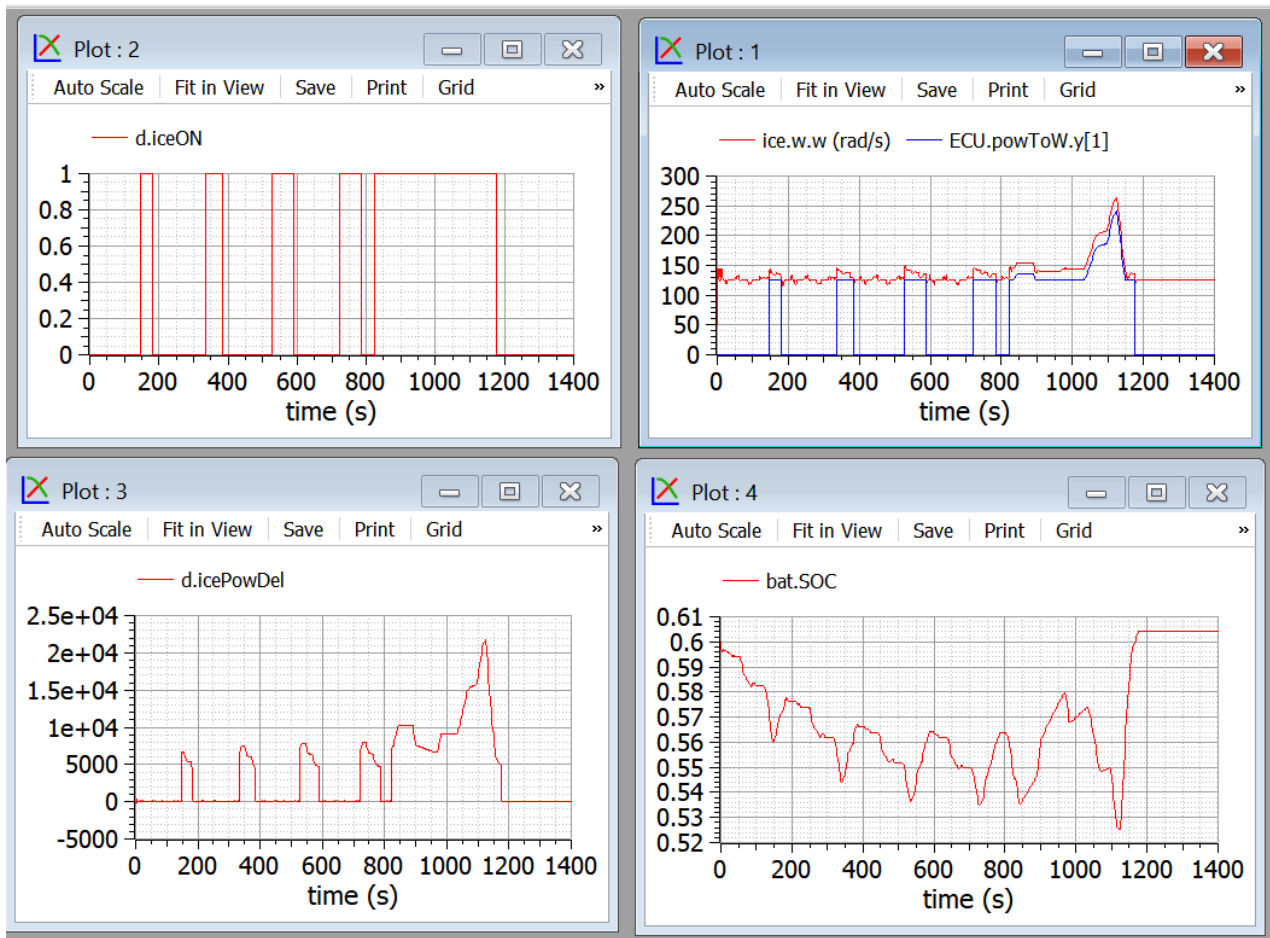 Plot : 2
Auto Scale Fit in View Save Print Grid »
d.iceON
1
0.8
0.6
0.4
0.2
0
0 200 400 600 800 1000 1200 1400
time (s)
Plot : 1
Auto Scale Fit in View Save Print Grid »
ice.w.w (rad/s) ECU.powToW.y[1]
300
250
200
150
100
50
0
0 200 400 600 800 1000 1200 1400
time (s)
Plot : 3
Auto Scale Fit in View Save Print Grid »
d.icePowDel
2.5e+04
2e+04
1.5e+04
1e+04
5000
0
-5000
0 200 400 600 800 1000 1200 1400
time (s)
Plot : 4
Auto Scale Fit in View Save Print Grid »
bat.SOC
0.61
0.6
0.59
0.58
0.57
0.56
0.55
0.54
0.53
0.52
0 200 400 600 800 1000 1200 1400
time (s)